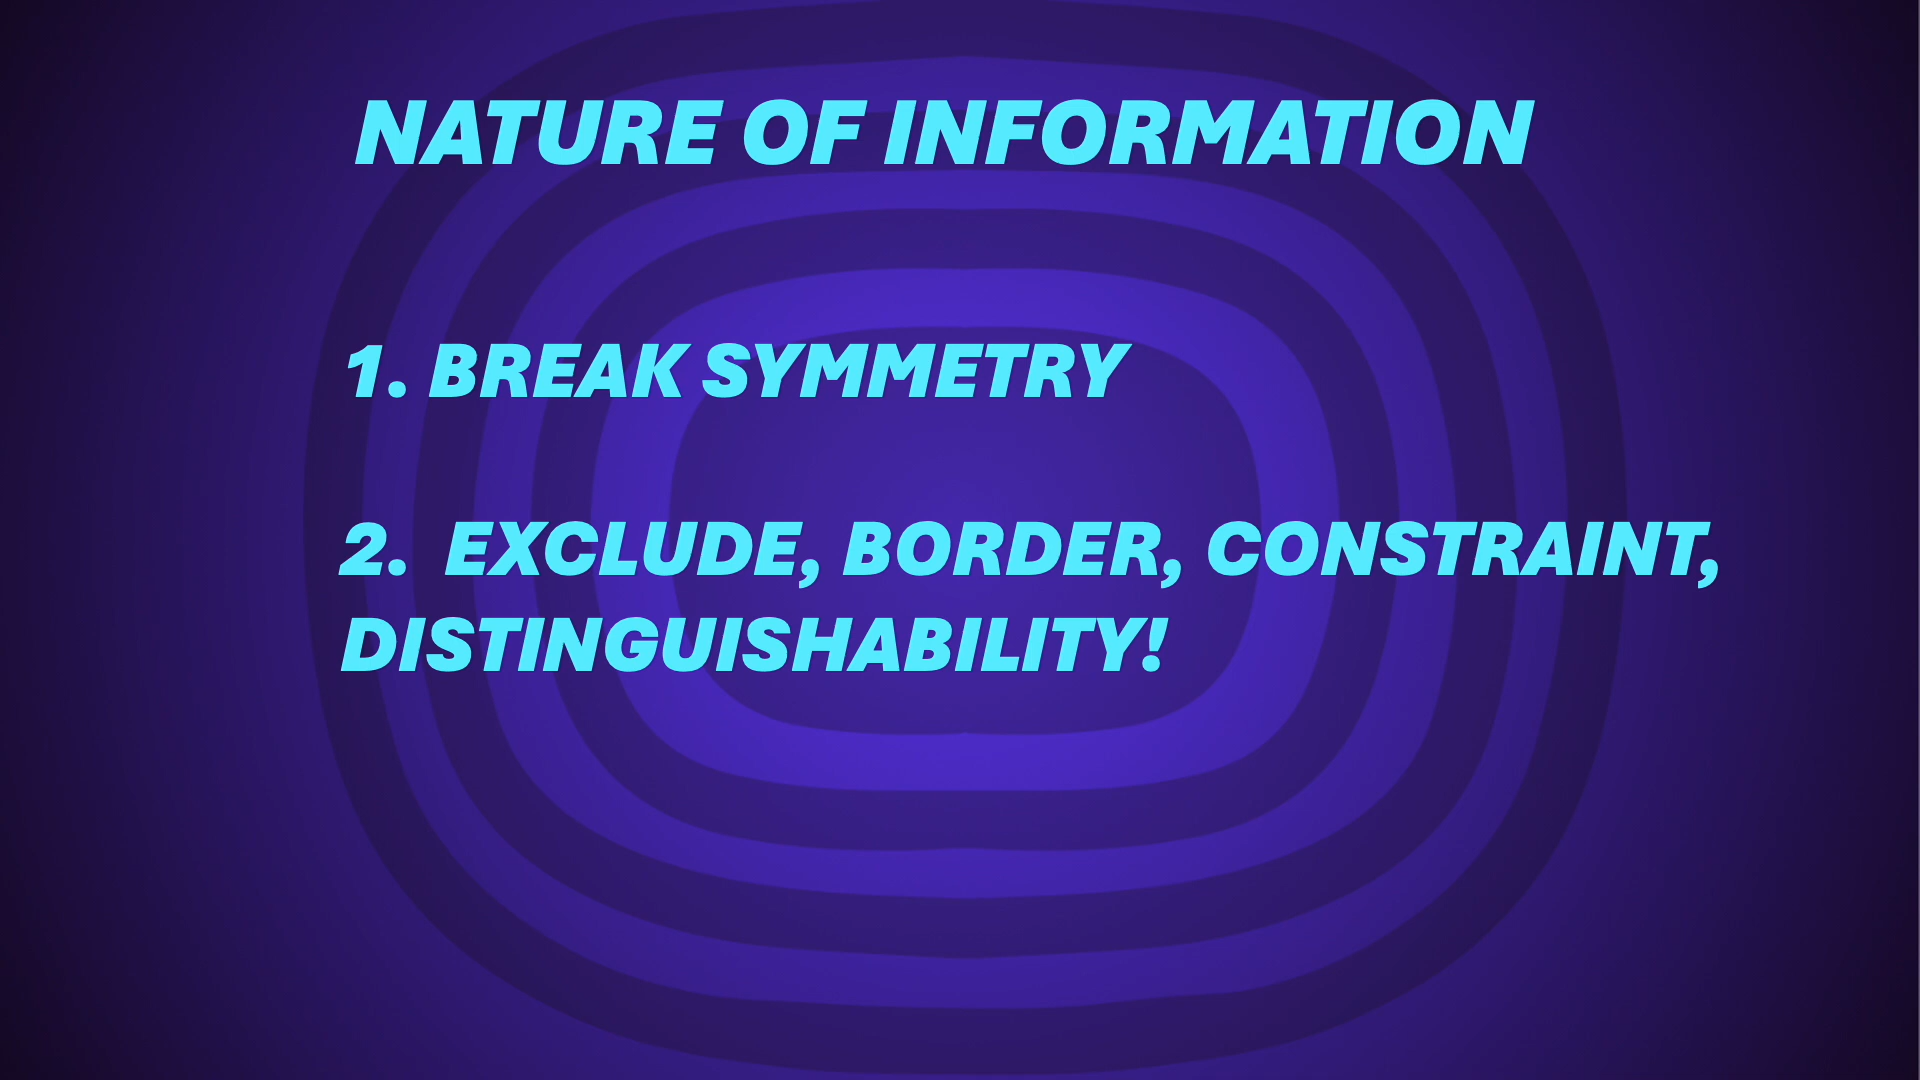 NATURE OF INFORMATION
1. BREAK SYMMETRY
2. EXCLUDE, BORDER, CONSTRAINT,
DISTINGUISHABILITY!